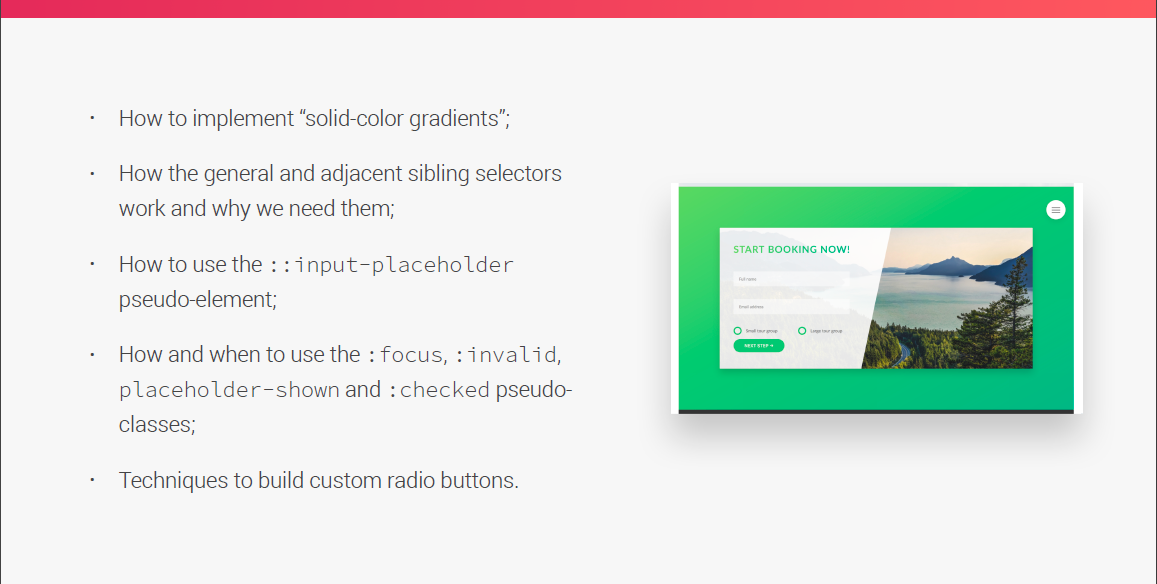 · How to implement “solid-color gradients”;
· How the general and adjacent sibling selectors
work and why we need them;
· How to use the ::input-placeholder
pseudo-element;
· How and when to use the :focus, :invalid,
placeholder-shown and :checked pseudo-
classes;
· Techniques to build custom radio buttons.
START BOOKING NOW!
Full name
Email address
Small tour group Large tour group
NEXT STEP →